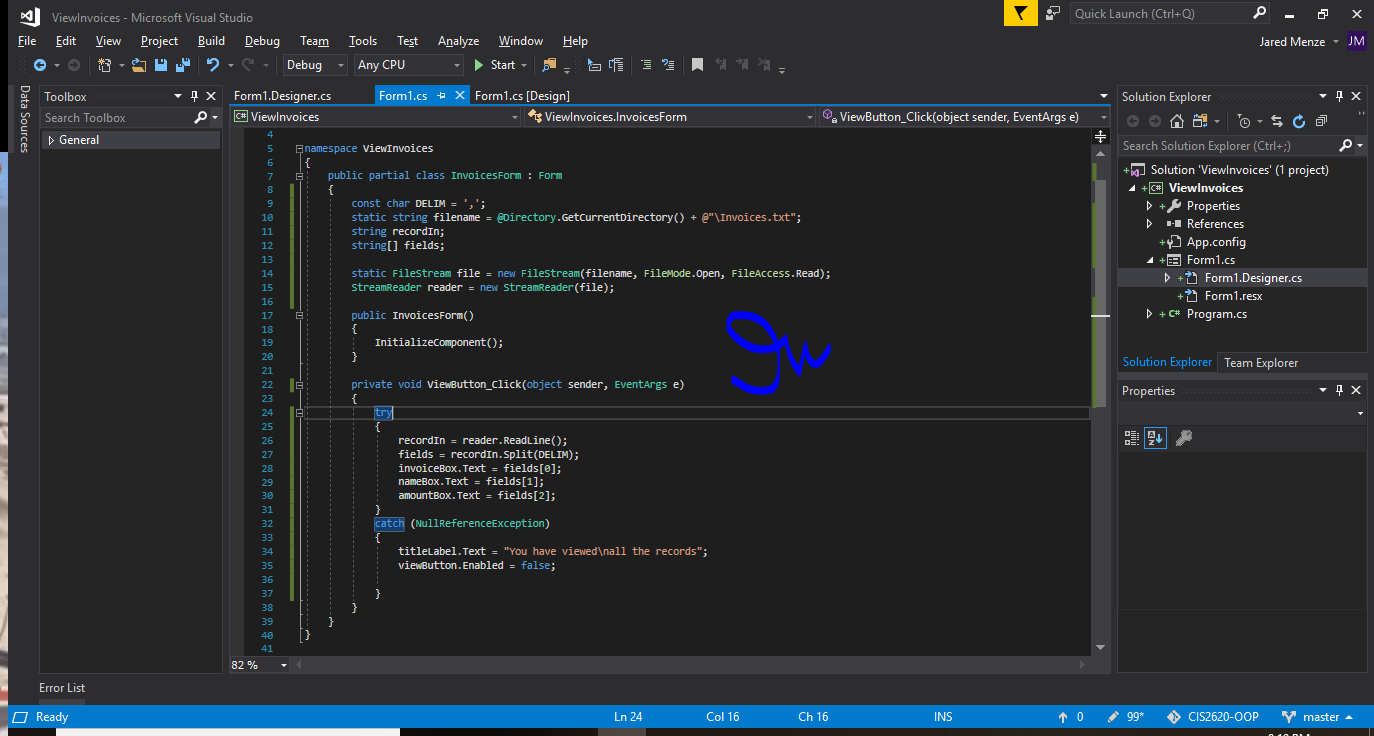 ViewInvoices - Microsoft Visual Studio
Quick Launch (Ctrl+Q)
File Edit View Project Build Debug Team Tools Test Analyze Window Help
Jared Menze JM
Debug Any CPU Start
Data Sources
Toolbox
Search Toolbox
General
Form1.Designer.cs Form1.cs Form1.cs [Design]
ViewInvoices ViewInvoices.InvoicesForm ViewButton_Click(object sender, EventArgs e)
4
5 namespace ViewInvoices
6 {
7 public partial class InvoicesForm : Form
8 {
9 const char DELIM = ',';
10 static string filename = @Directory.GetCurrentDirectory() + @"\Invoices.txt";
11 string recordIn;
12 string[] fields;
13
14 static FileStream file = new FileStream(filename, FileMode.Open, FileAccess.Read);
15 StreamReader reader = new StreamReader(file);
16
17 public InvoicesForm()
18 {
19 InitializeComponent();
20 }
21
22 private void ViewButton_Click(object sender, EventArgs e)
23 {
24 try
25 {
26 recordIn = reader.ReadLine();
27 fields = recordIn.Split(DELIM);
28 invoiceBox.Text = fields[0];
29 nameBox.Text = fields[1];
30 amountBox.Text = fields[2];
31 }
32 catch (NullReferenceException)
33 {
34 titleLabel.Text = "You have viewed\nall the records";
35 viewButton.Enabled = false;
36
37 }
38 }
39 }
40 }
41
82 %
Solution Explorer
Search Solution Explorer (Ctrl+;)
Solution 'ViewInvoices' (1 project)
ViewInvoices
Properties
References
App.config
Form1.cs
Form1.Designer.cs
Form1.resx
Program.cs
Solution Explorer Team Explorer
Properties
Error List
Ready Ln 24 Col 16 Ch 16 INS 0 99* CIS2620-OOP master